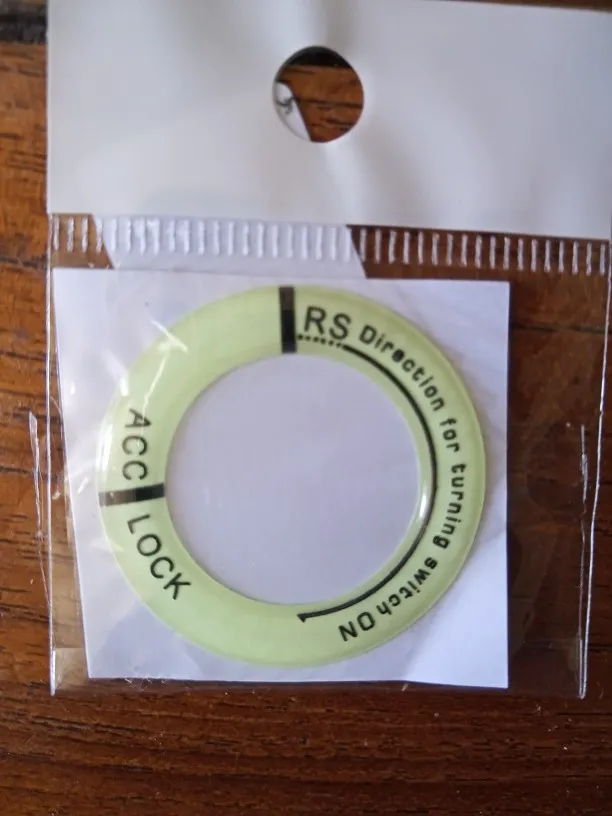 RS Direction for turning switch ON
ACC
LOCK